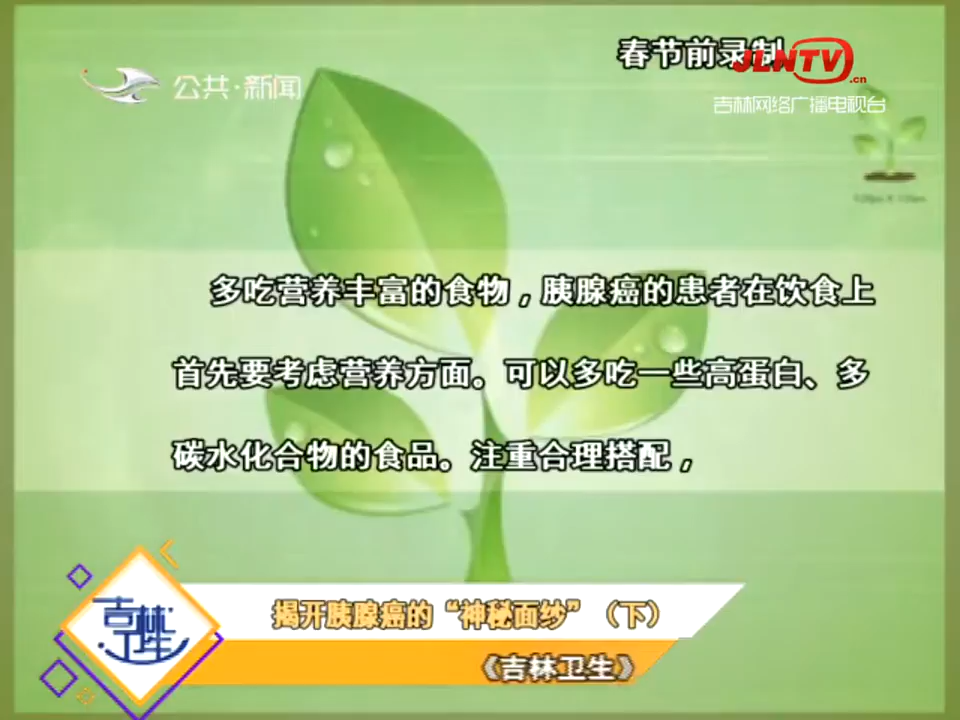 春节前录制
JLNTV.cn
公共·新闻
吉林网络广播电视台
多吃营养丰富的食物，胰腺癌的患者在饮食上
首先要考虑营养方面。可以多吃一些高蛋白、多
碳水化合物的食品。注重合理搭配，
吉林卫生
揭开胰腺癌的“神秘面纱”（下）
《吉林卫生》